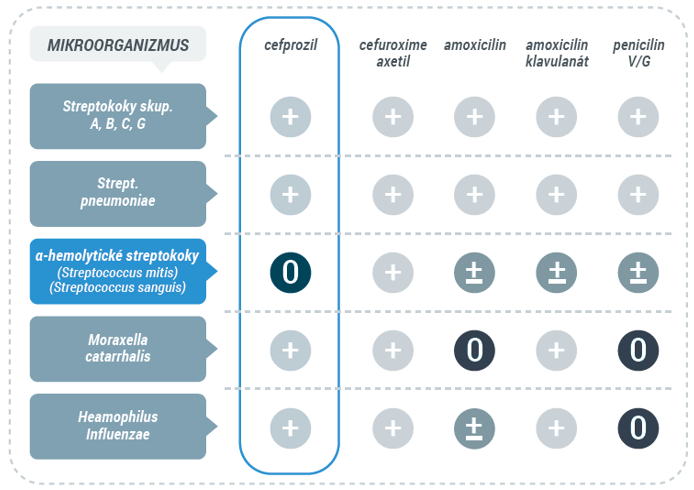 MIKROORGANIZMUS
cefprozil
cefuroxime
axetil
amoxicilin
amoxicilin
klavulanát
penicilin
V/G
Streptokoky skup.
A, B, C, G
+ + + + +
Strept.
pneumoniae
+ + + + +
α-hemolytické streptokoky
(Streptococcus mitis)
(Streptococcus sanguis)
0 + ± ± ±
Moraxella
catarrhalis
+ + 0 + 0
Heamophilus
Influenzae
+ + ± + 0